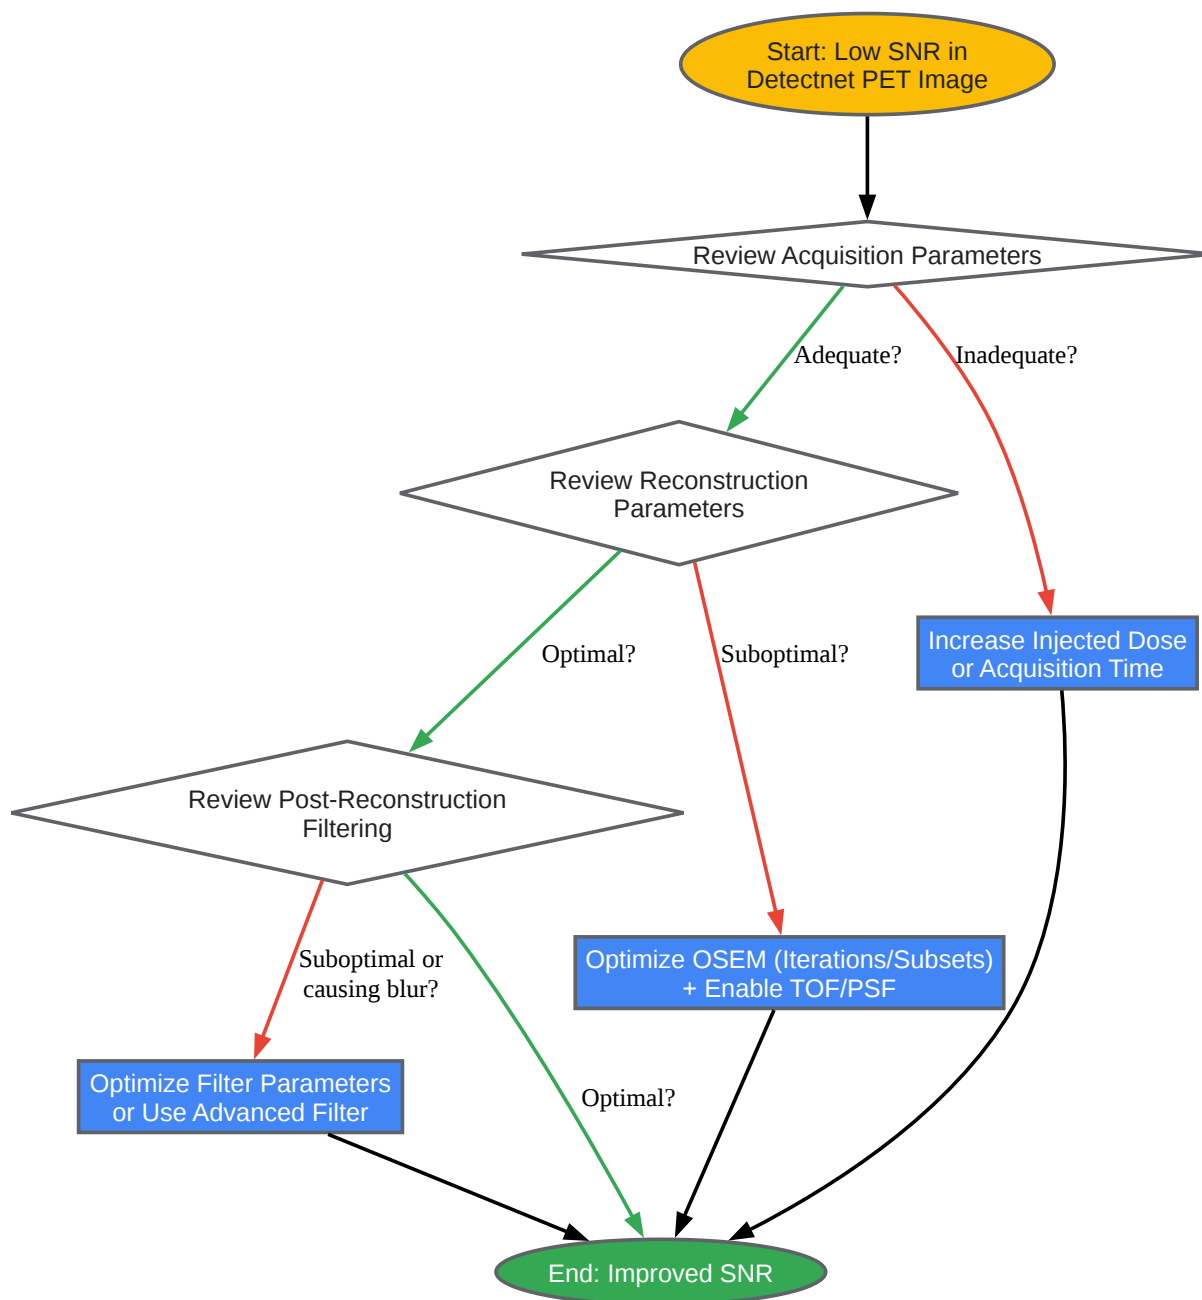 Start: Low SNR in
Detectnet PET Image
Review Acquisition Parameters
Adequate?
Inadequate?
Review Reconstruction
Parameters
Optimal?
Suboptimal?
Increase Injected Dose
or Acquisition Time
Review Post-Reconstruction
Filtering
Suboptimal or
causing blur?
Optimize OSEM (Iterations/Subsets)
+ Enable TOF/PSF
Optimize Filter Parameters
or Use Advanced Filter
Optimal?
End: Improved SNR